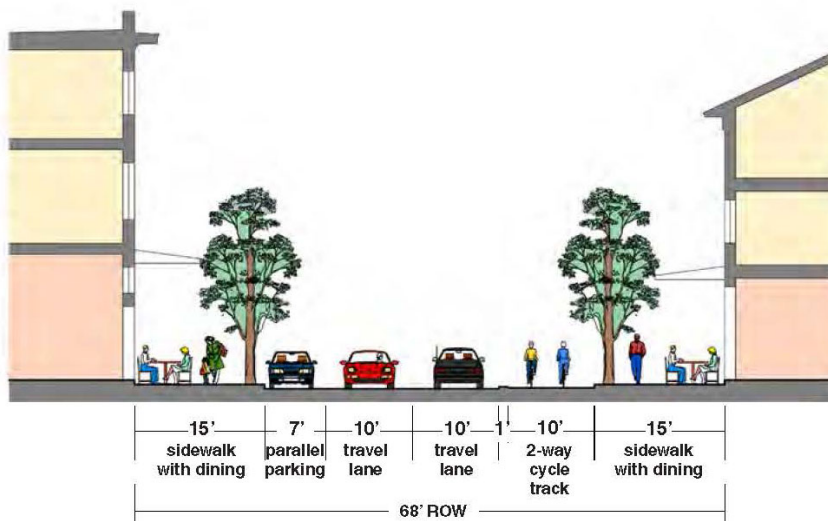 15' 7' 10' 10' 1' 10' 15'
sidewalk with dining
parallel parking
travel lane
travel lane
2-way cycle track
sidewalk with dining
68' ROW